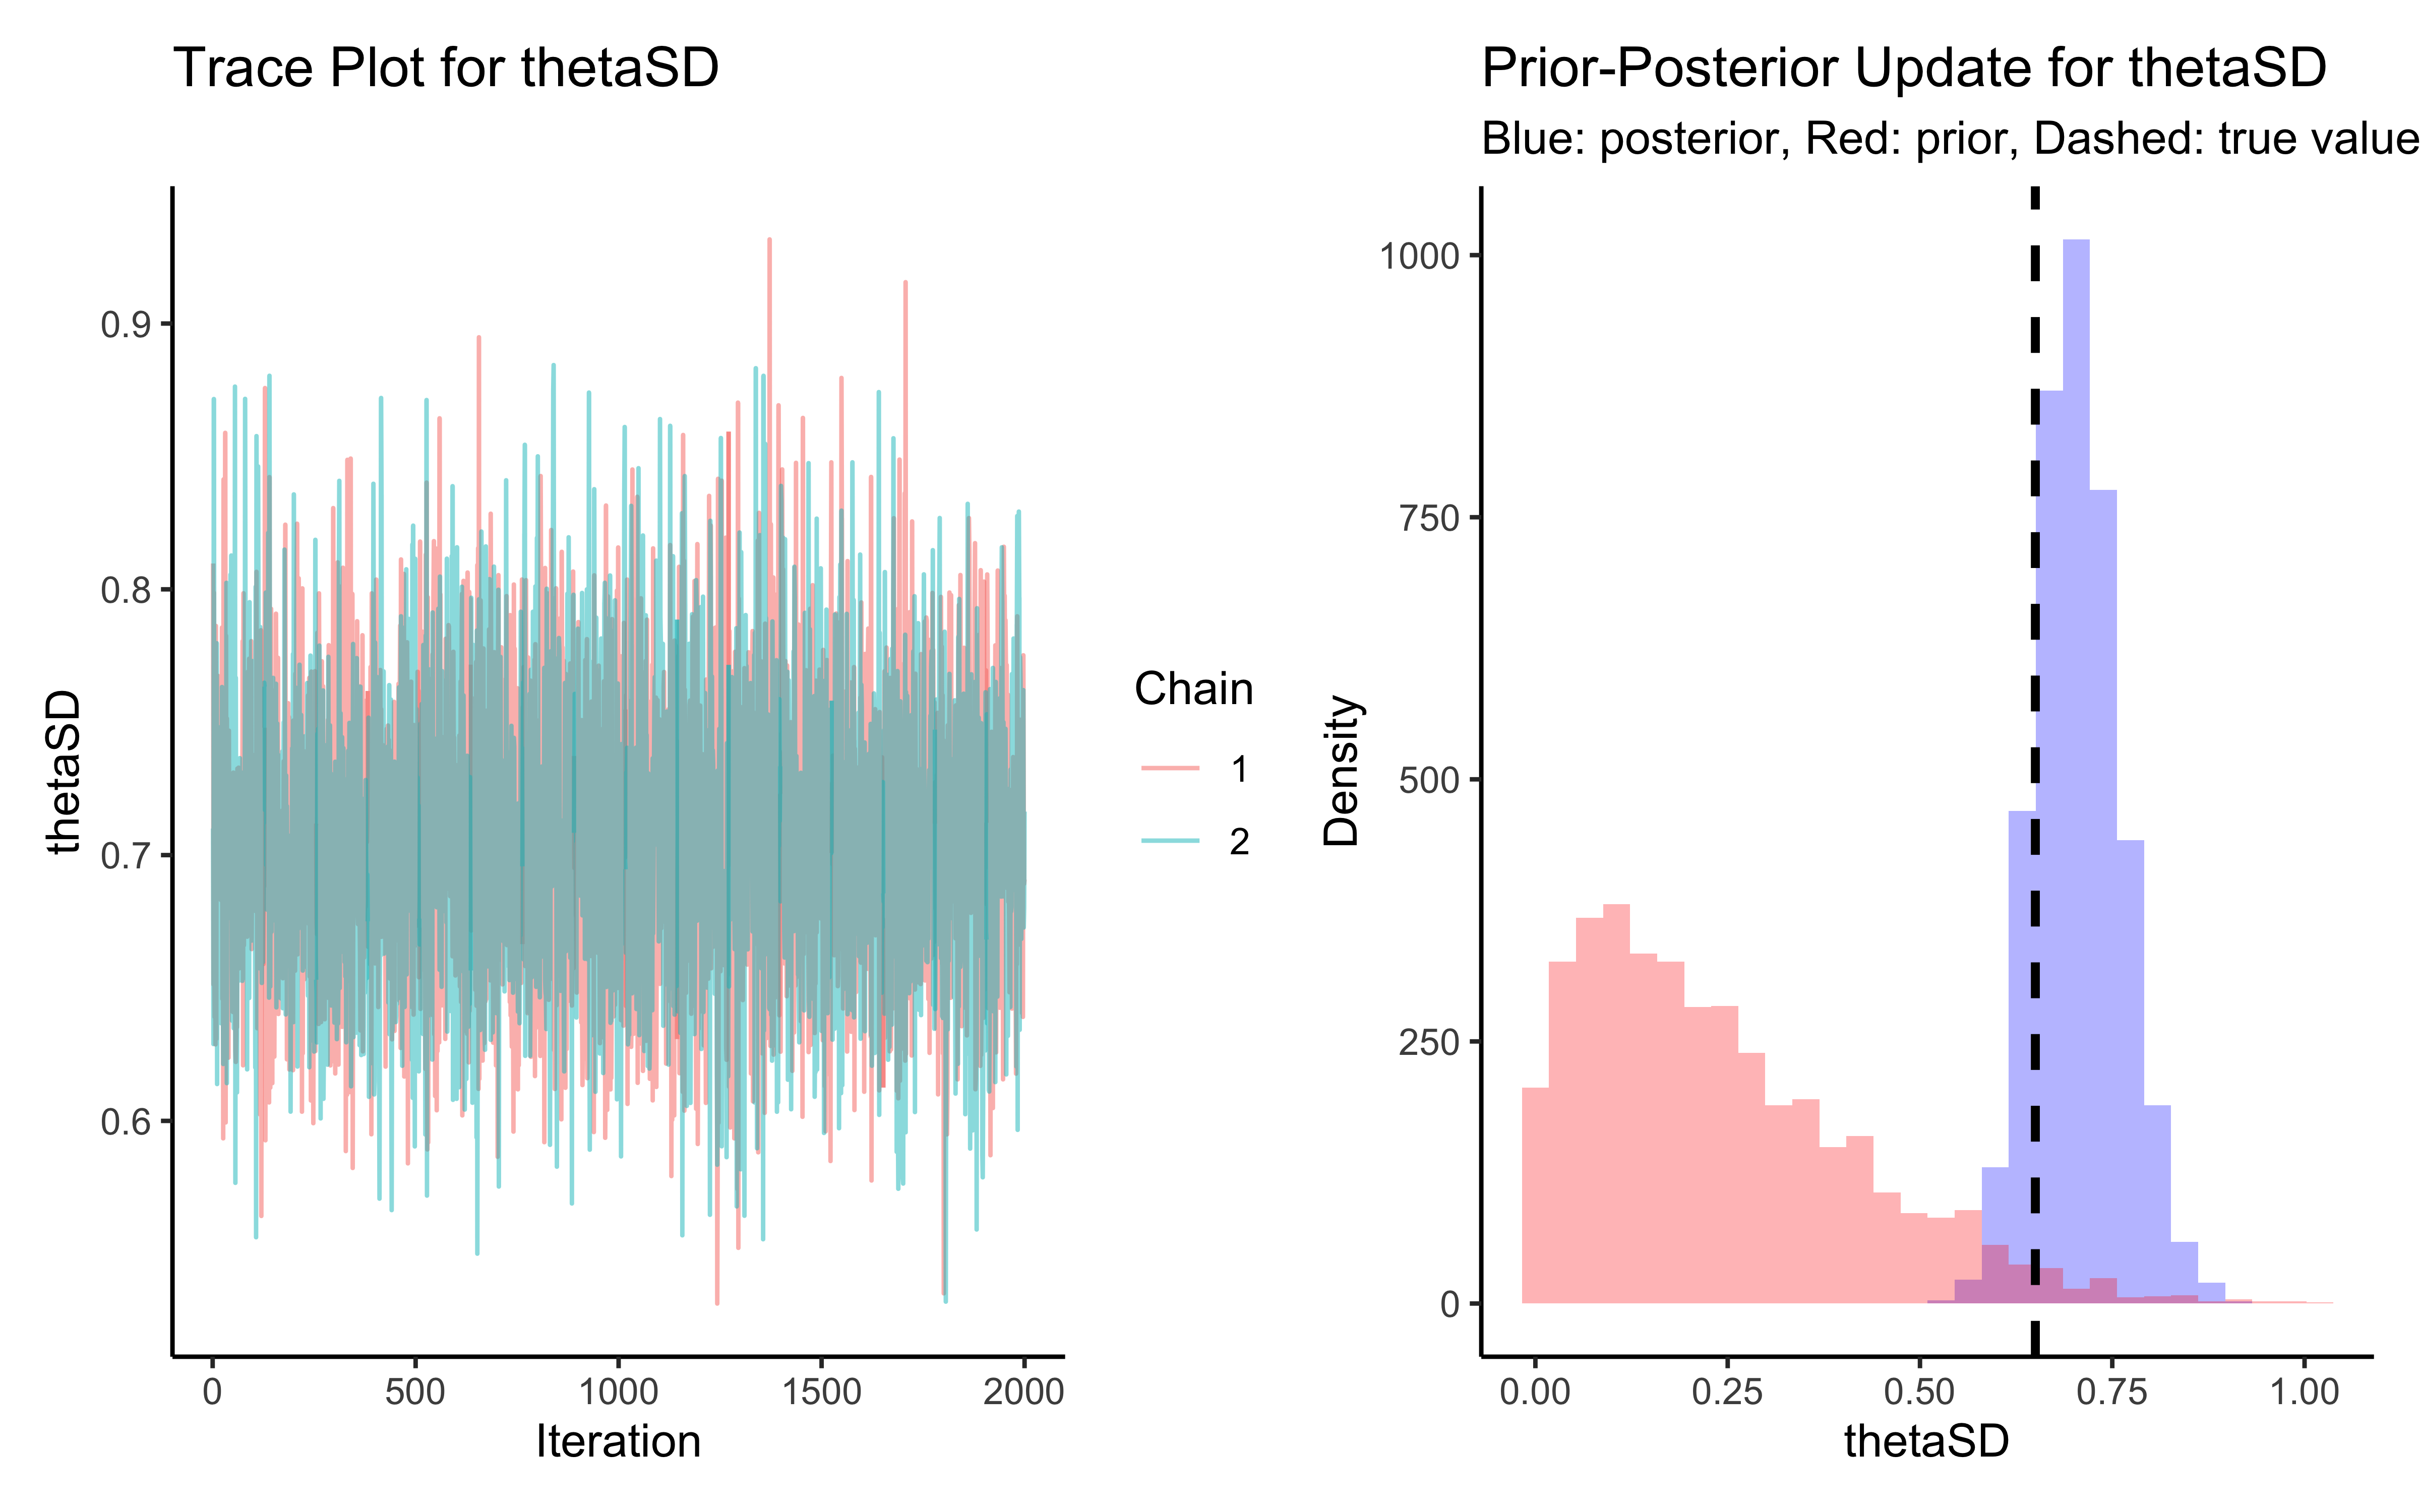 Trace Plot for thetaSD
thetaSD
0.9
0.8
0.7
0.6
0
500
1000
1500
2000
Iteration
Chain
1
2
Prior-Posterior Update for thetaSD
Blue: posterior, Red: prior, Dashed: true value
Density
1000
750
500
250
0
0.00
0.25
0.50
0.75
1.00
thetaSD